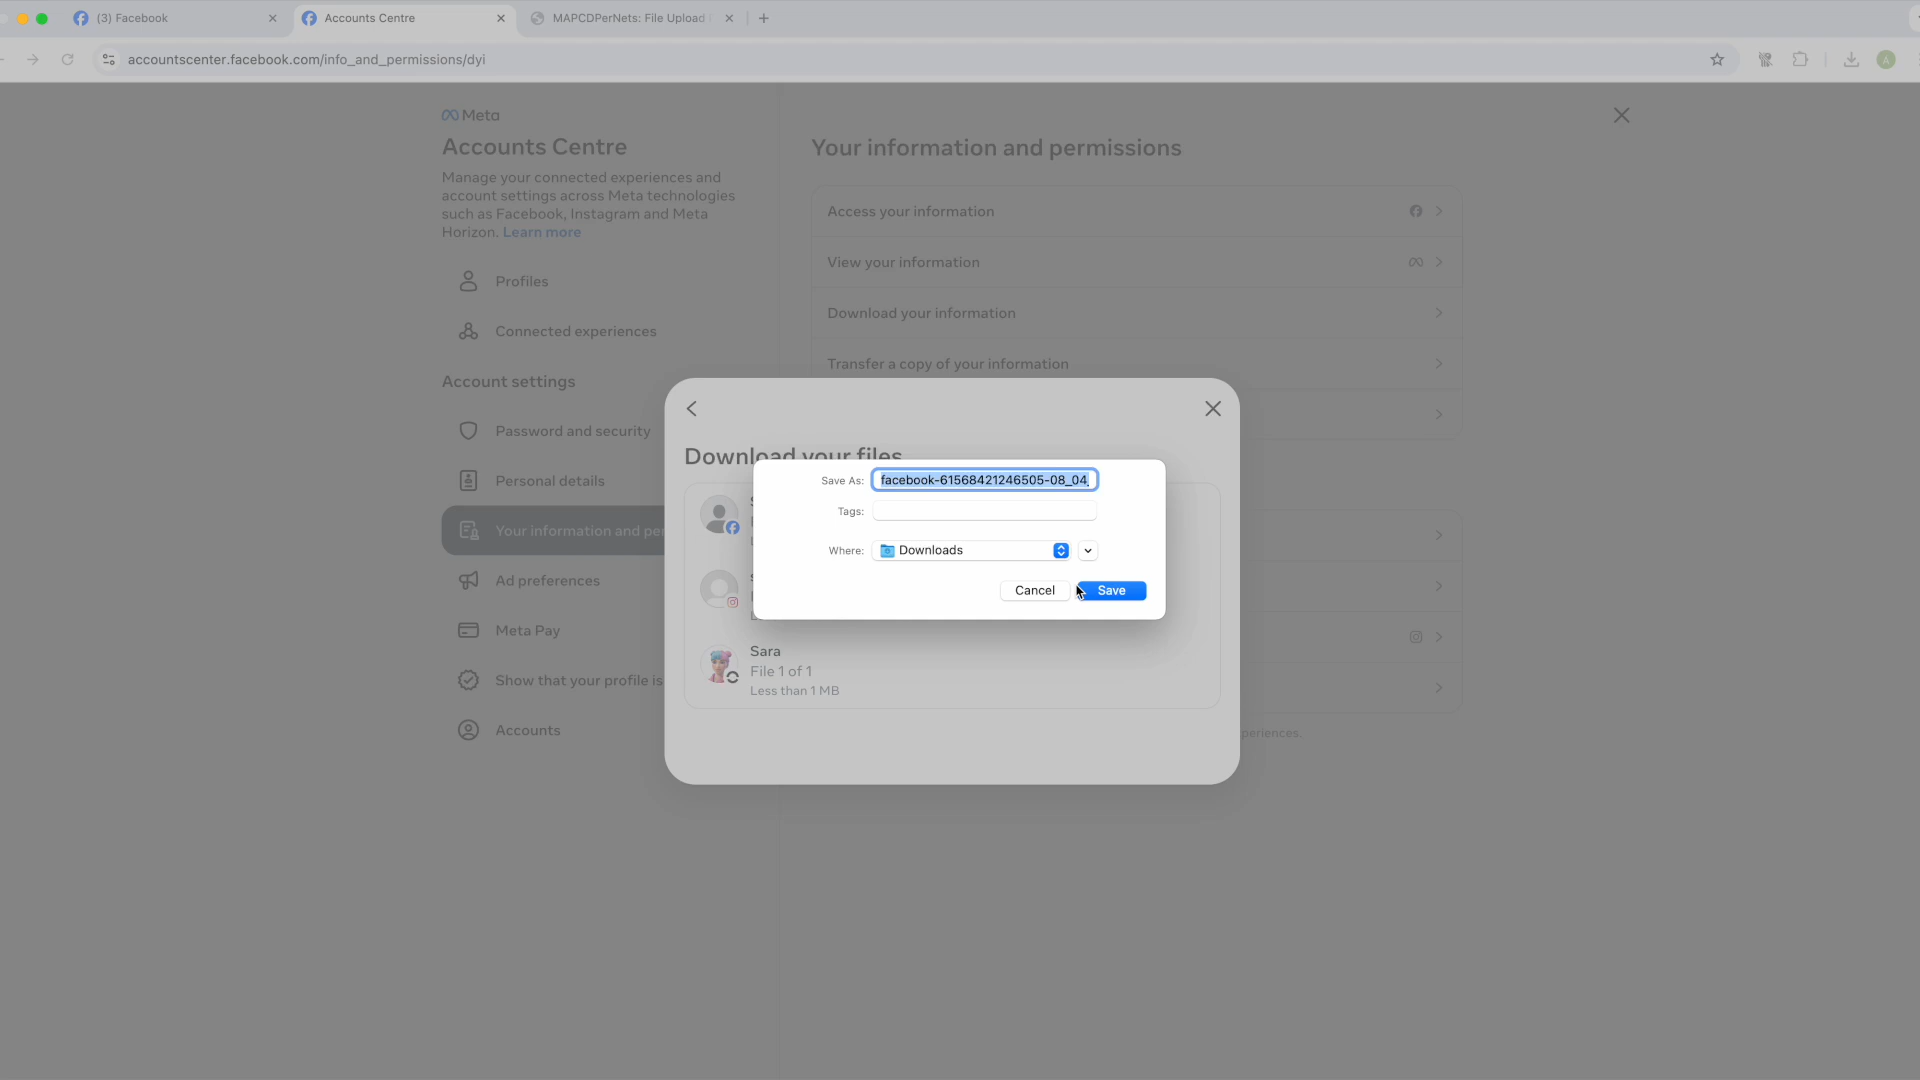 (3) Facebook
Accounts Centre
MAPCDPerNets: File Upload
accountscenter.facebook.com/info_and_permissions/dyi
A
Meta
Accounts Centre
Manage your connected experiences and
account settings across Meta technologies
such as Facebook, Instagram and Meta
Horizon. Learn more
Profiles
Connected experiences
Account settings
Password and security
Personal details
Your information and per
Ad preferences
Meta Pay
Show that your profile is
Accounts
Your information and permissions
Access your information
View your information
Download your information
Transfer a copy of your information
periences.
Download your files
Save As: facebook-61568421246505-08_04
Tags:
Where: Downloads
Cancel
Save
Sara
File 1 of 1
Less than 1 MB